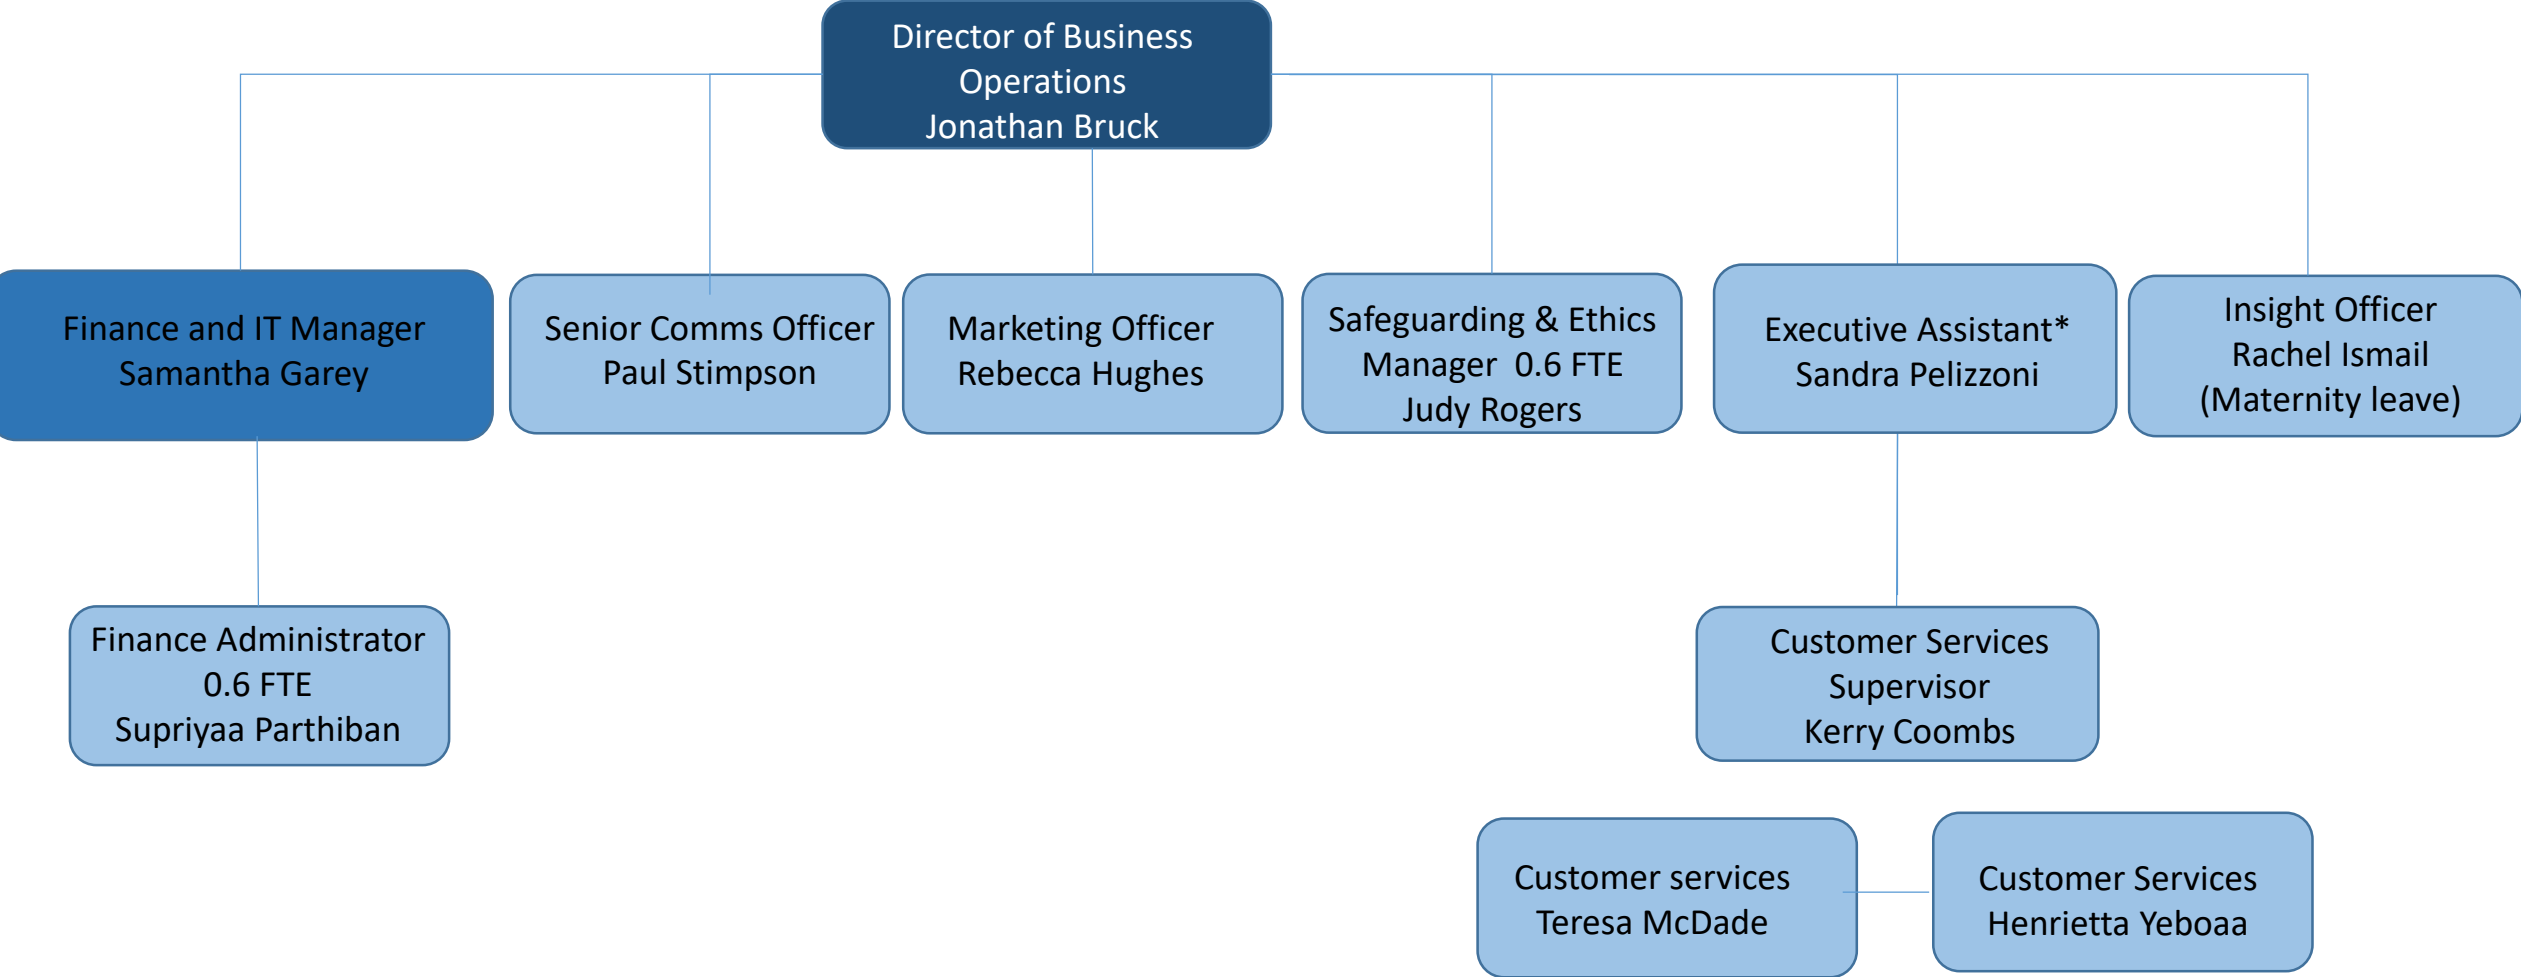 Director of Business
Operations
Jonathan Bruck
Finance and IT Manager
Samantha Garey
Senior Comms Officer
Paul Stimpson
Marketing Officer
Rebecca Hughes
Safeguarding & Ethics
Manager 0.6 FTE
Judy Rogers
Executive Assistant*
Sandra Pelizzoni
Insight Officer
Rachel Ismail
(Maternity leave)
Finance Administrator
0.6 FTE
Supriyaa Parthiban
Customer Services
Supervisor
Kerry Coombs
Customer services
Teresa McDade
Customer Services
Henrietta Yeboaa